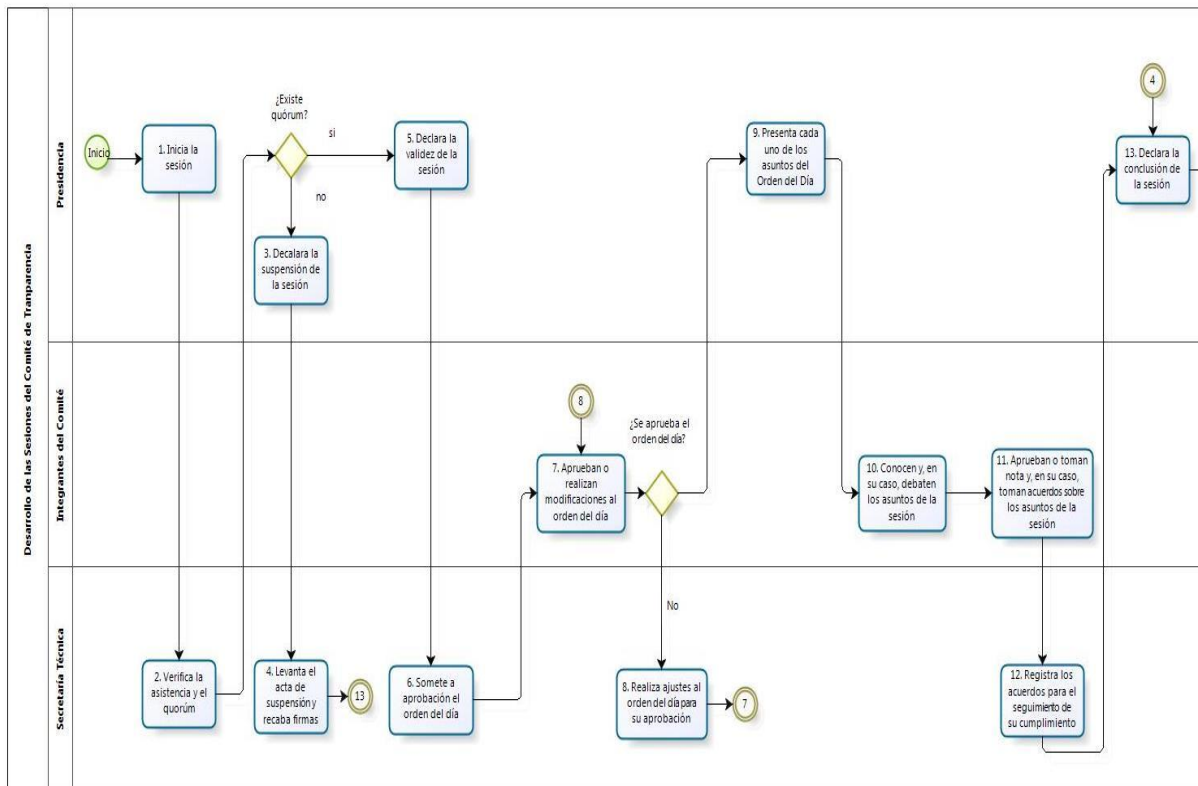 Desarrollo de las Sesiones del Comité de Tranparencia
Presidencia
Inicio
1. Inicia la
sesión
¿Existe
quórum?
si
no
3. Decalara la
suspensión de
la sesión
5. Declara la
validez de la
sesión
9. Presenta cada
uno de los
asuntos del
Orden del Día
4
13. Declara la
conclusión de
la sesión
Integrantes del Comité
8
7. Aprueban o
realizan
modificaciones al
orden del día
¿Se aprueba el
orden del día?
10. Conocen y, en
su caso, debaten
los asuntos de la
sesión
11. Aprueban o toman
nota y, en su caso,
toman acuerdos sobre
los asuntos de la
sesión
Secretaría Técnica
2. Verifica la
asistencia y el
quorúm
4. Levanta el
acta de
suspensión y
recaba firmas
13
6. Somete a
aprobación el
orden del día
No
8. Realiza ajustes al
orden del día para
su aprobación
7
12. Registra los
acuerdos para el
seguimiento de
su cumplimiento